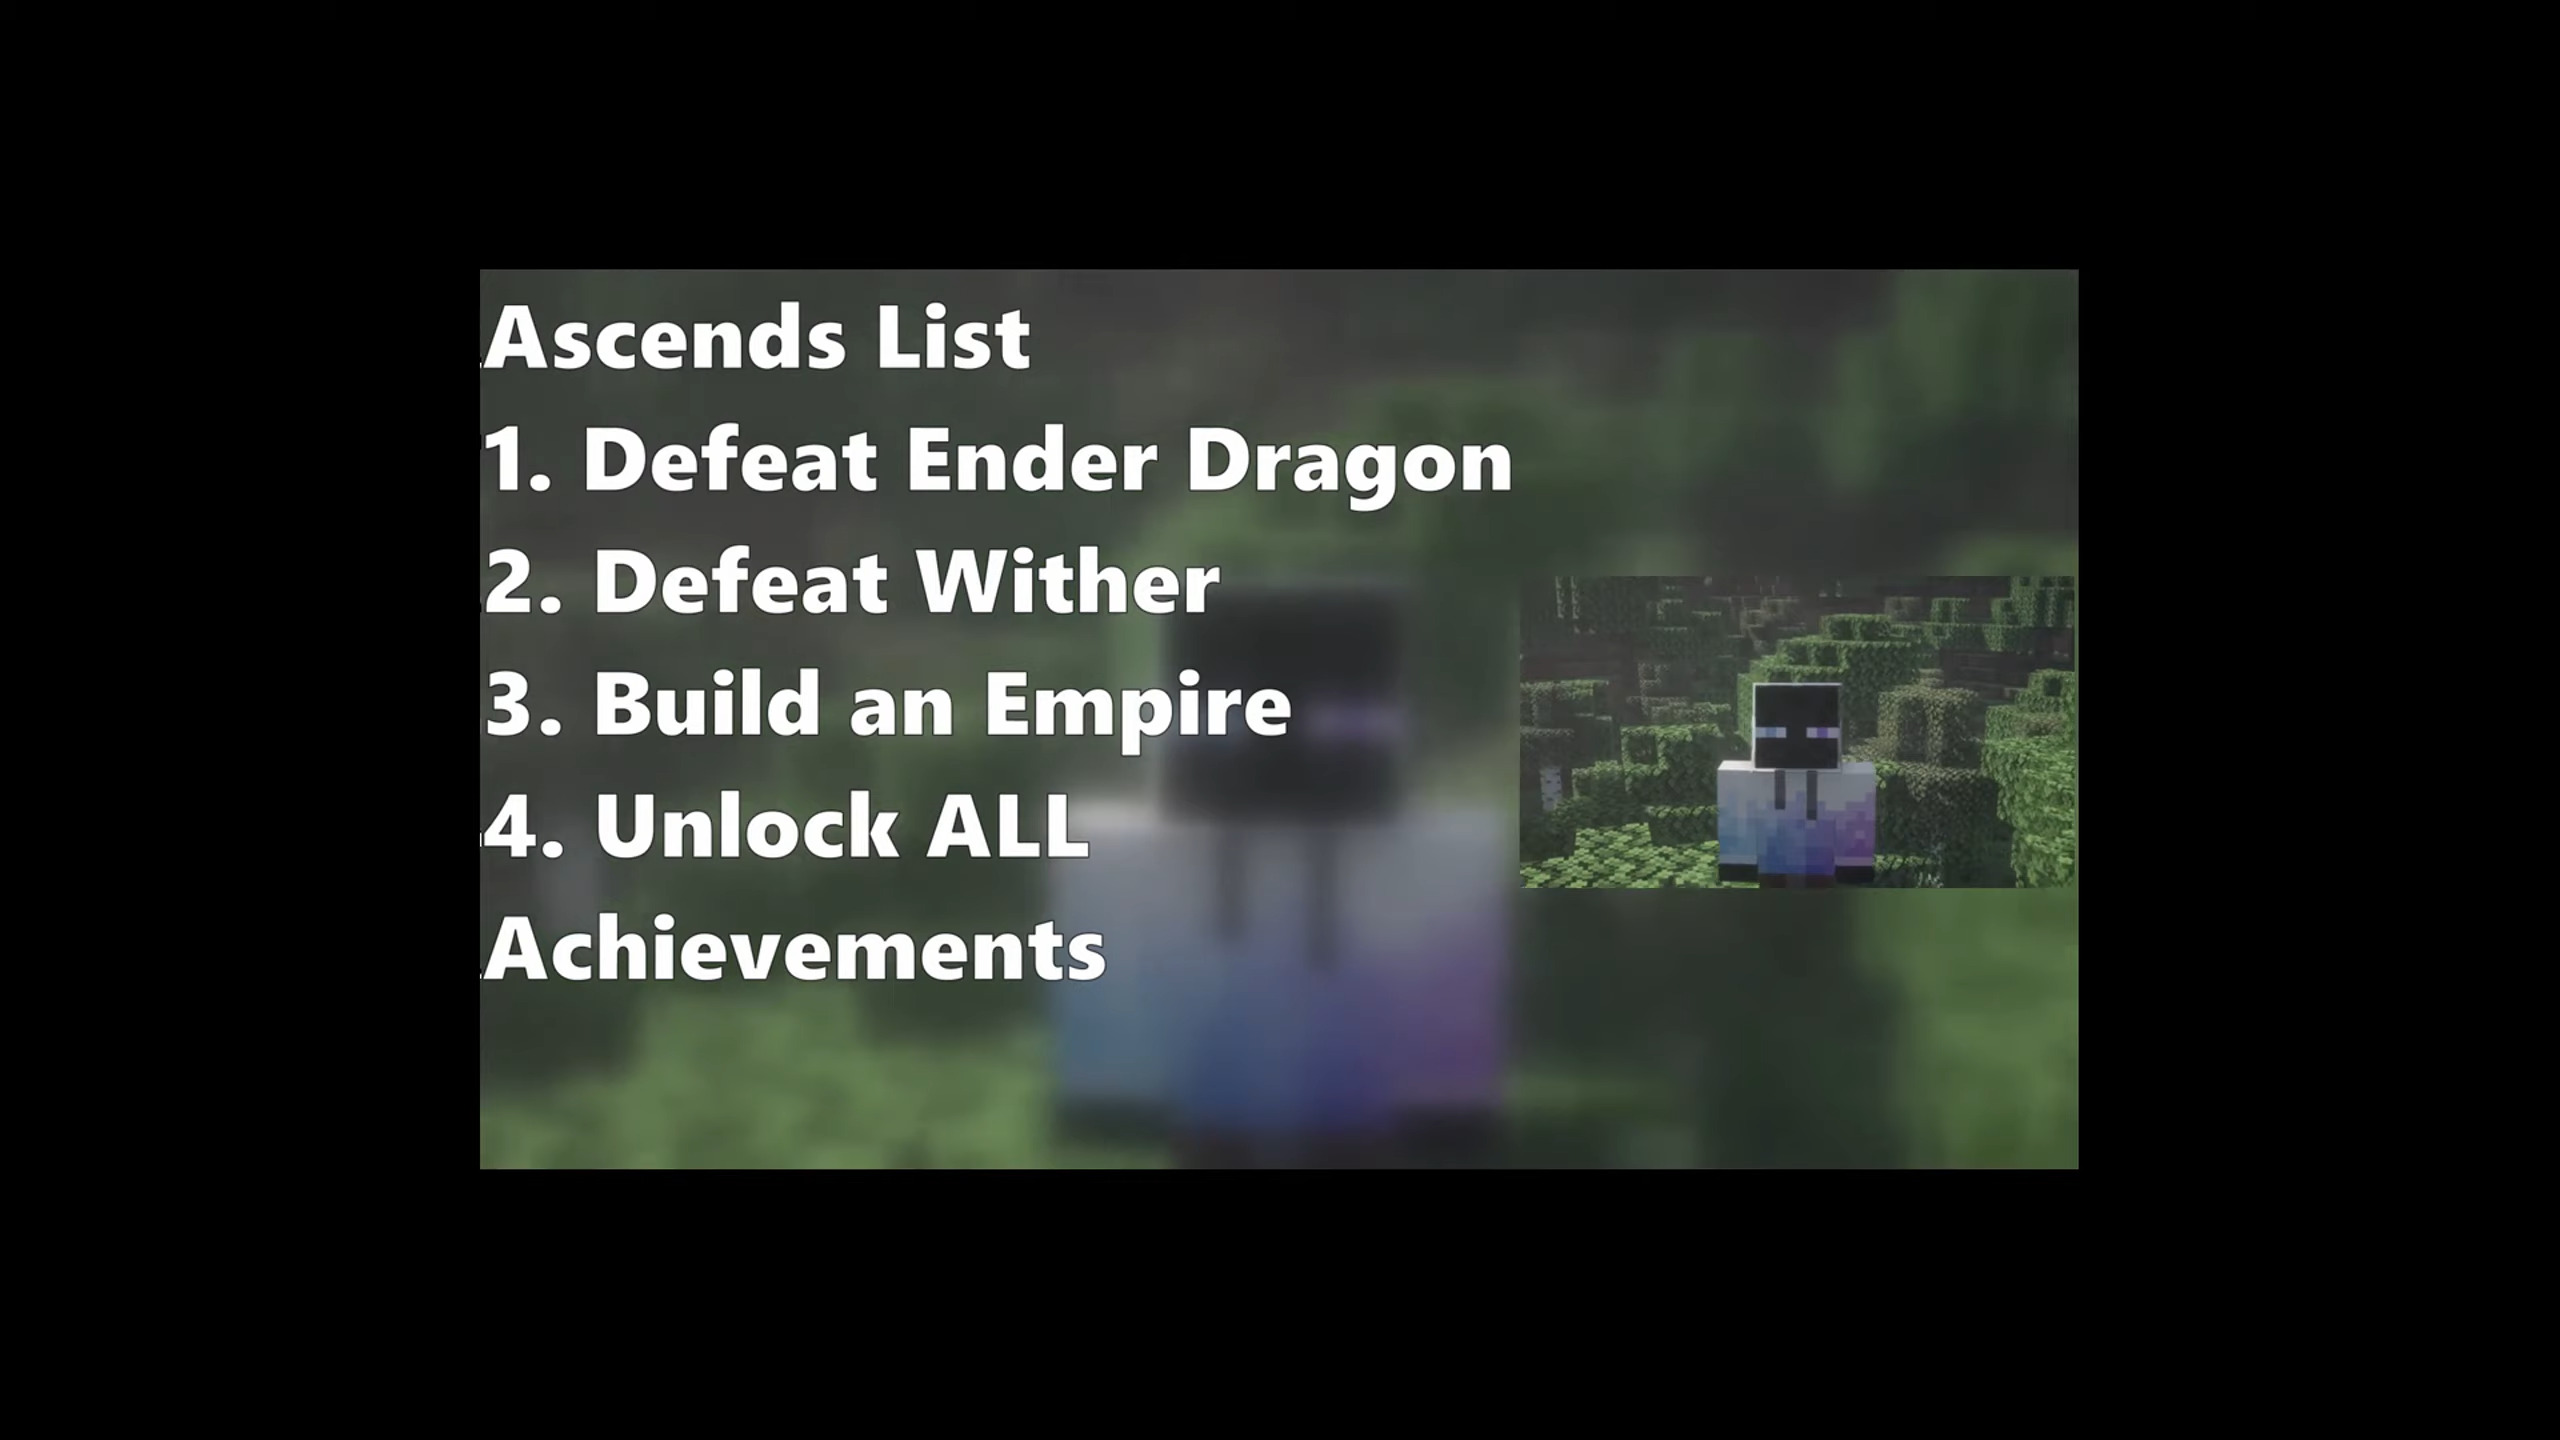 Ascends List
1. Defeat Ender Dragon
2. Defeat Wither
3. Build an Empire
4. Unlock ALL
Achievements